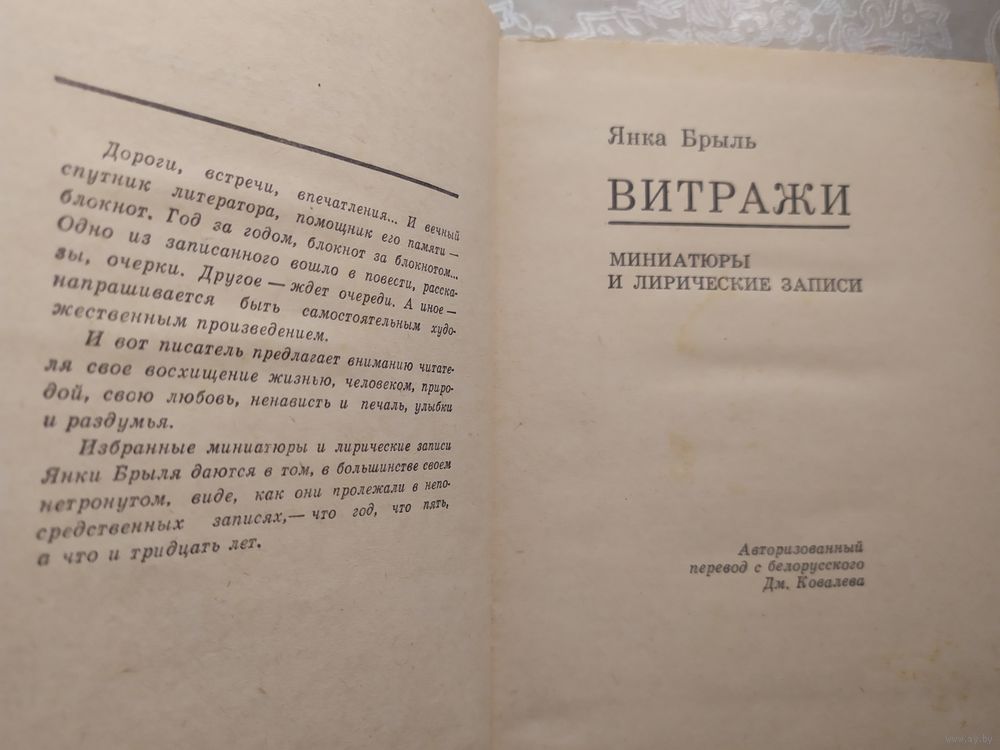 Дороги, встречи, впечатления... И вечный
спутник литератора, помощник его памяти —
блокнот. Год за годом, блокнот за блокнотом...
Одно из записанного вошло в повести, расска-
зы, очерки. Другое — ждет очереди. А иное —
напрашивается быть самостоятельным худо-
жественным произведением.
И вот писатель предлагает вниманию читате-
ля свое восхищение жизнью, человеком, приро-
дой, свою любовь, ненависть и печаль, улыбки
и раздумья.
Избранные миниатюры и лирические записи
Янки Брыля даются в том, в большинстве своем
нетронутом, виде, как они пролежали в непо-
средственных записях,— что год, что пять,
а что и тридцать лет.
Янка Брыль
ВИТРАЖИ
МИНИАТЮРЫ
И ЛИРИЧЕСКИЕ ЗАПИСИ
Авторизованный
перевод с белорусского
Дм. Ковалева
www.ay.by